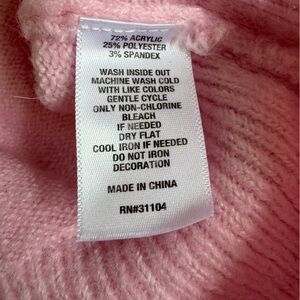 72% ACRYLIC
25% POLYESTER
3% SPANDEX
WASH INSIDE OUT
MACHINE WASH COLD
WITH LIKE COLORS
GENTLE CYCLE
ONLY NON-CHLORINE
BLEACH
IF NEEDED
DRY FLAT
COOL IRON IF NEEDED
DO NOT IRON
DECORATION
MADE IN CHINA
RN#31104